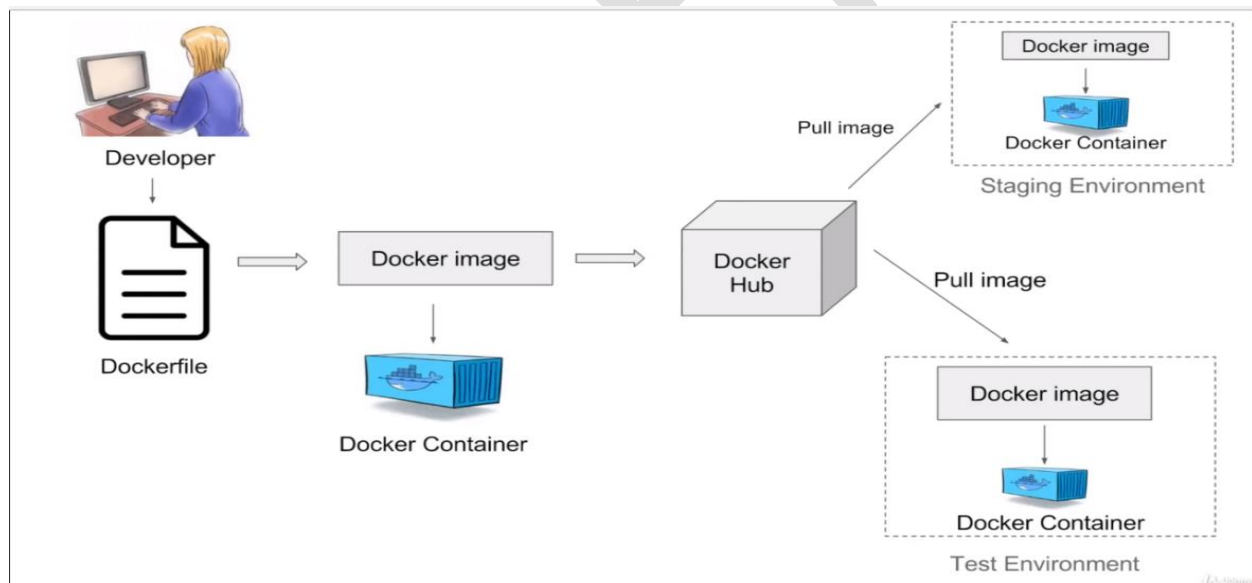 Developer
Dockerfile
Docker image
Docker Container
Docker
Hub
Pull image
Docker image
Docker Container
Staging Environment
Pull image
Docker image
Docker Container
Test Environment